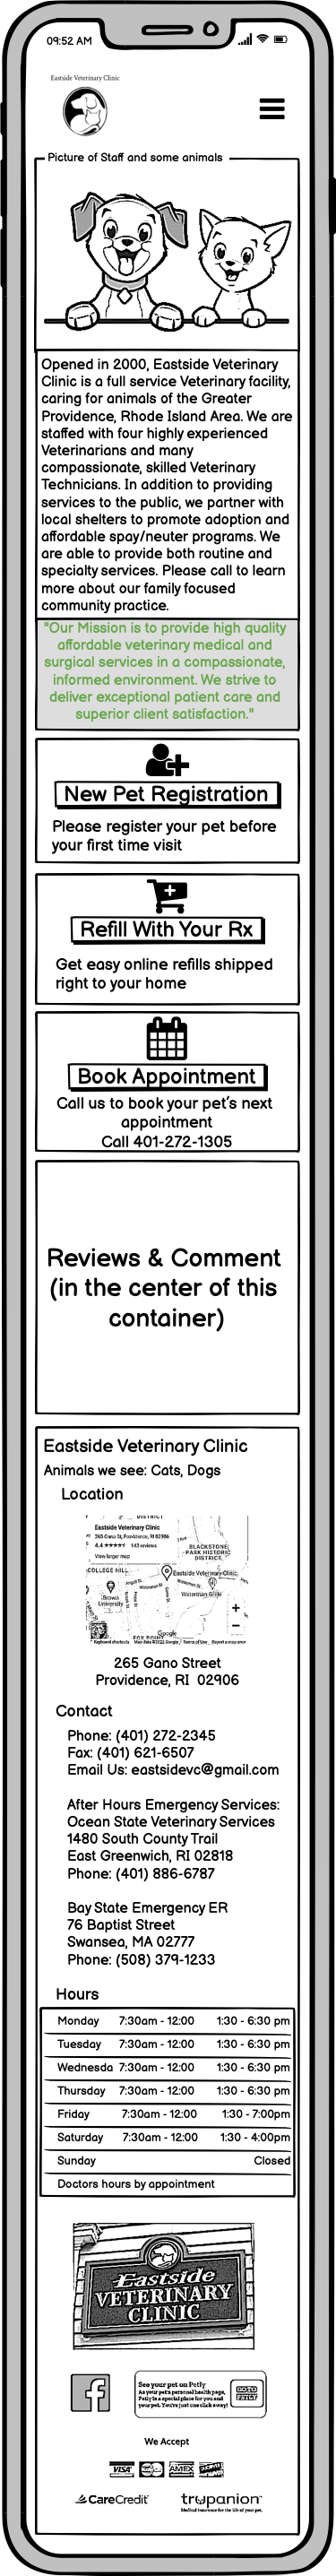 09:52 AM
Eastside Veterinary Clinic
Picture of Staff and some animals
Opened in 2000, Eastside Veterinary
Clinic is a full service Veterinary facility,
caring for animals of the Greater
Providence, Rhode Island Area. We are
staffed with four highly experienced
Veterinarians and many
compassionate, skilled Veterinary
Technicians. In addition to providing
services to the public, we partner with
local shelters to promote adoption and
affordable spay/neuter programs. We
are able to provide both routine and
specialty services. Please call to learn
more about our family focused
community practice.
"Our Mission is to provide high quality
affordable veterinary medical and
surgical services in a compassionate,
informed environment. We strive to
deliver exceptional patient care and
superior client satisfaction."
New Pet Registration
Please register your pet before
your first time visit
Refill With Your Rx
Get easy online refills shipped
right to your home
Book Appointment
Call us to book your pet's next
appointment
Call 401-272-1305
Reviews & Comment
(in the center of this
container)
Eastside Veterinary Clinic
Animals we see: Cats, Dogs
Location
Eastside Veterinary Clinic
265 Gano St, Providence, RI 02906
4.4 143 reviews
View larger map
DISTRICT
BLACKSTONE
PARK HISTORIC
DISTRICT
COLLEGE HILL
Eastside Veterinary Clinic
Brown
University
Waterman Grille
FOX POINT
Google
Keyboard shortcuts Map data ©2022 Google Terms of Use Report a map error
265 Gano Street
Providence, RI 02906
Contact
Phone: (401) 272-2345
Fax: (401) 621-6507
Email Us: eastsidevc@gmail.com
After Hours Emergency Services:
Ocean State Veterinary Services
1480 South County Trail
East Greenwich, RI 02818
Phone: (401) 886-6787
Bay State Emergency ER
76 Baptist Street
Swansea, MA 02777
Phone: (508) 379-1233
Hours
Monday 7:30am - 12:00 1:30 - 6:30 pm
Tuesday 7:30am - 12:00 1:30 - 6:30 pm
Wednesda 7:30am - 12:00 1:30 - 6:30 pm
Thursday 7:30am - 12:00 1:30 - 6:30 pm
Friday 7:30am - 12:00 1:30 - 7:00pm
Saturday 7:30am - 12:00 1:30 - 4:00pm
Sunday Closed
Doctors hours by appointment
Eastside
VETERINARY
CLINIC
See your pet on Petly
As your pet's personal health page,
Petly is a special place for you and
your pet. You're just one click away!
GO TO
PETLY
We Accept
VISA
AMEX
CareCredit
trupanion
Medical insurance for the life of your pet.